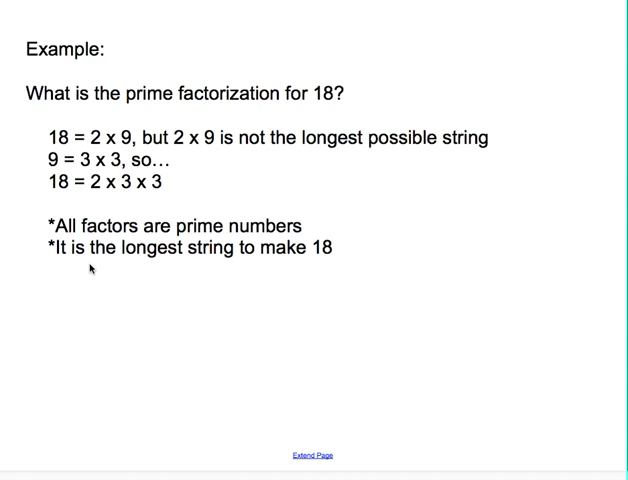 Example:
What is the prime factorization for 18?
18 = 2 x 9, but 2 x 9 is not the longest possible string
9 = 3 x 3, so…
18 = 2 x 3 x 3
*All factors are prime numbers
*It is the longest string to make 18
Extend Page